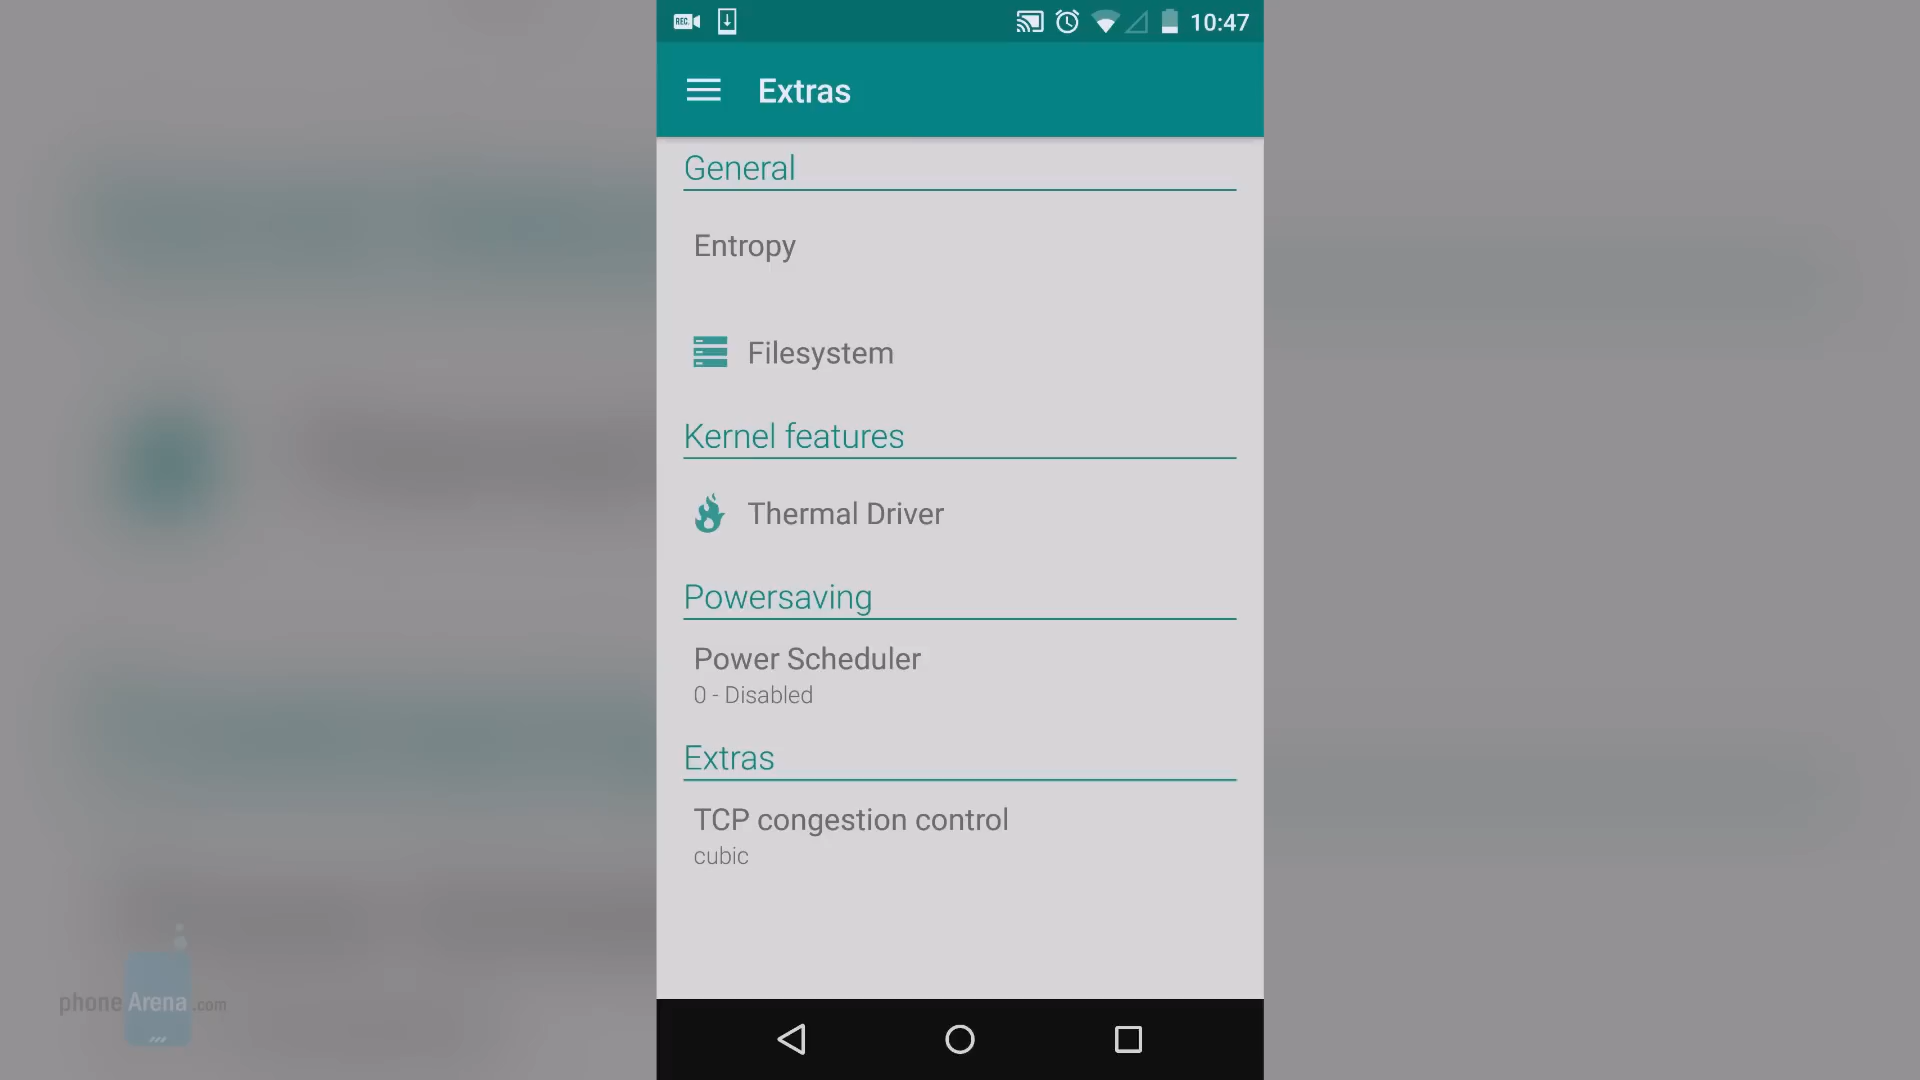 REC
10:47
Extras
General
Entropy
Filesystem
Kernel features
Thermal Driver
Powersaving
Power Scheduler
0 - Disabled
Extras
TCP congestion control
cubic
phoneArena.com